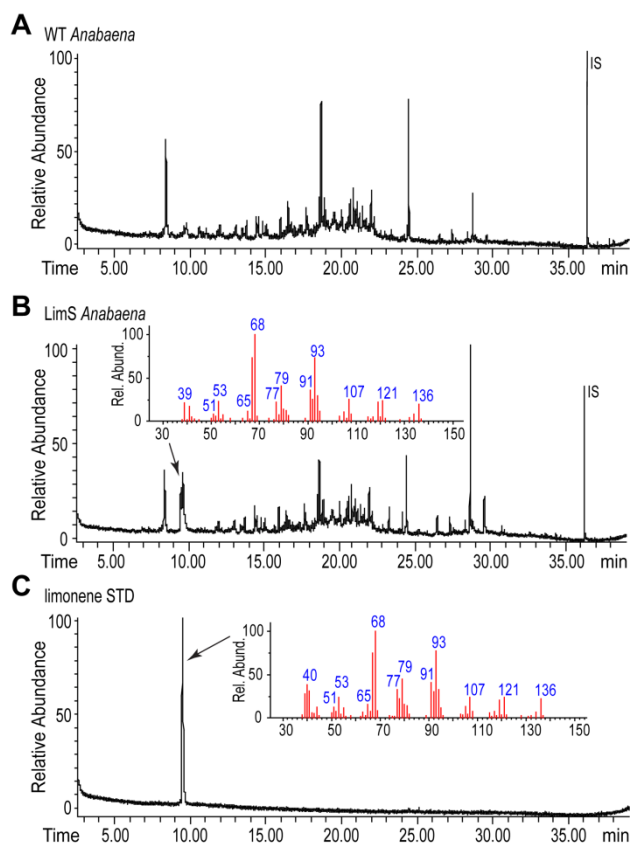 A
WT Anabaena
100
50
0
Relative Abundance
IS
Time 5.00 10.00 15.00 20.00 25.00 30.00 35.00 min
B
LimS Anabaena
100
50
0
Relative Abundance
IS
100
50
0
Rel. Abund.
39 51 53 65 68 77 79 91 93 107 121 136
30 50 70 90 110 130 150
Time 5.00 10.00 15.00 20.00 25.00 30.00 35.00 min
C
limonene STD
100
50
0
Relative Abundance
100
50
0
Rel. Abund.
40 51 53 65 68 77 79 91 93 107 121 136
30 50 70 90 110 130 150
Time 5.00 10.00 15.00 20.00 25.00 30.00 35.00 min